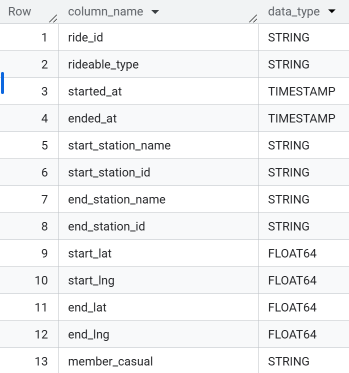 Row column_name data_type
1 ride_id STRING
2 rideable_type STRING
3 started_at TIMESTAMP
4 ended_at TIMESTAMP
5 start_station_name STRING
6 start_station_id STRING
7 end_station_name STRING
8 end_station_id STRING
9 start_lat FLOAT64
10 start_lng FLOAT64
11 end_lat FLOAT64
12 end_lng FLOAT64
13 member_casual STRING